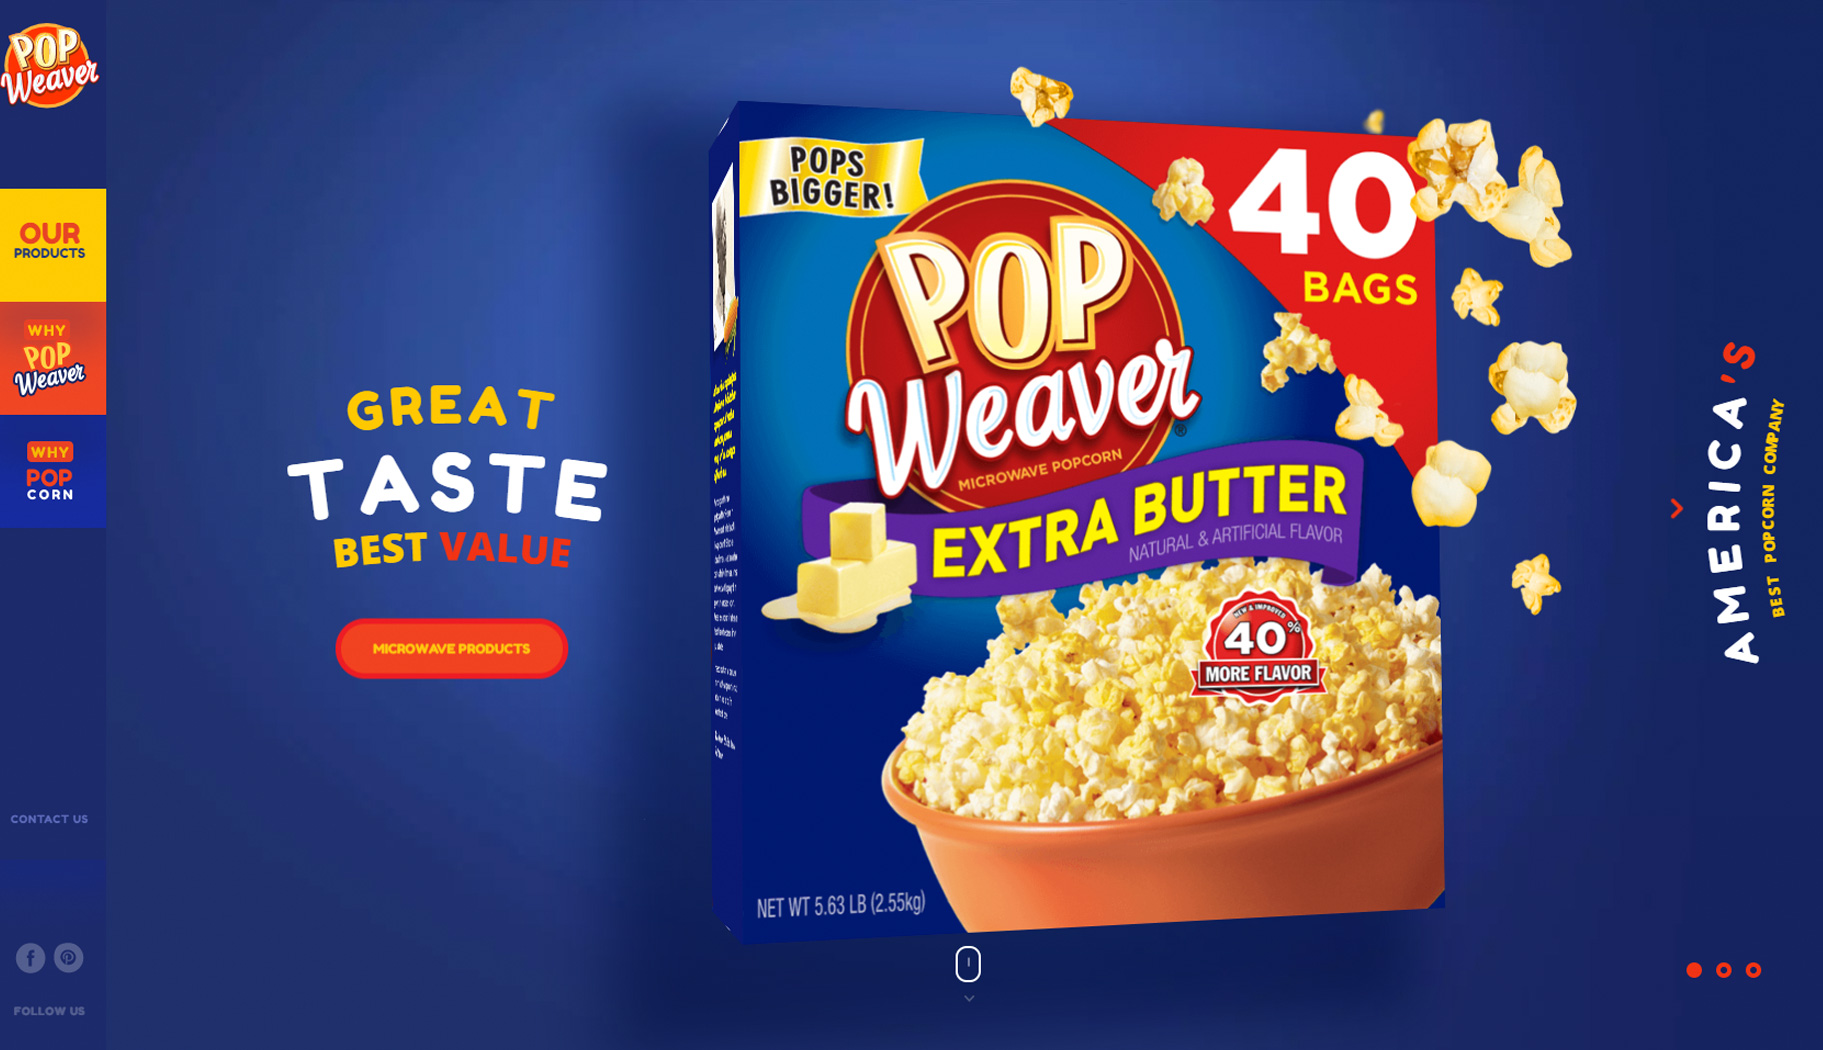 POP
Weaver
OUR
PRODUCTS
WHY
POP
Weaver
WHY
POP
CORN
CONTACT US
FOLLOW US
GREAT
TASTE
BEST VALUE
MICROWAVE PRODUCTS
POPS
BIGGER!
40
BAGS
POP
Weaver®
MICROWAVE POPCORN
EXTRA BUTTER
NATURAL & ARTIFICIAL FLAVOR
NEW & IMPROVED
40%
MORE FLAVOR
NET WT 5.63 LB (2.55kg)
AMERICA'S
BEST POPCORN COMPANY